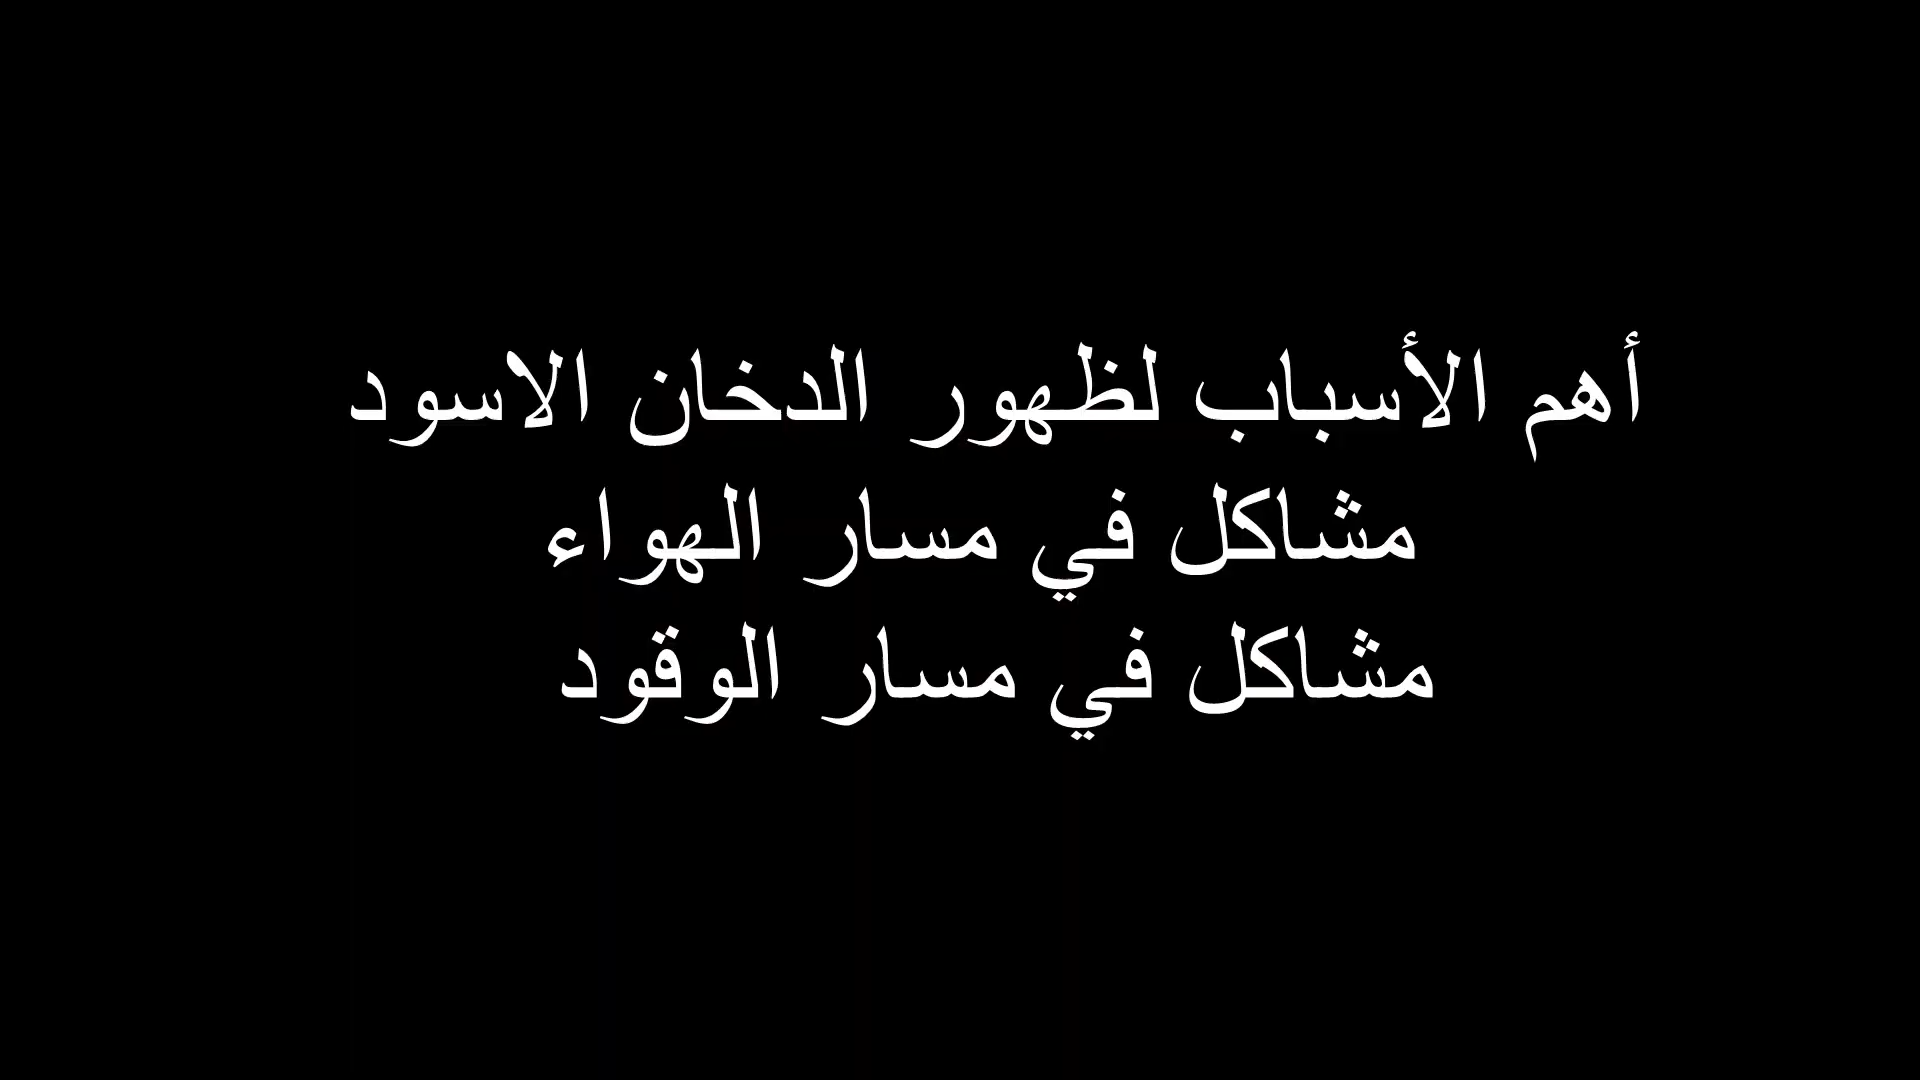 أهم الأسباب لظهور الدخان الاسود
مشاكل في مسار الهواء
مشاكل في مسار الوقود